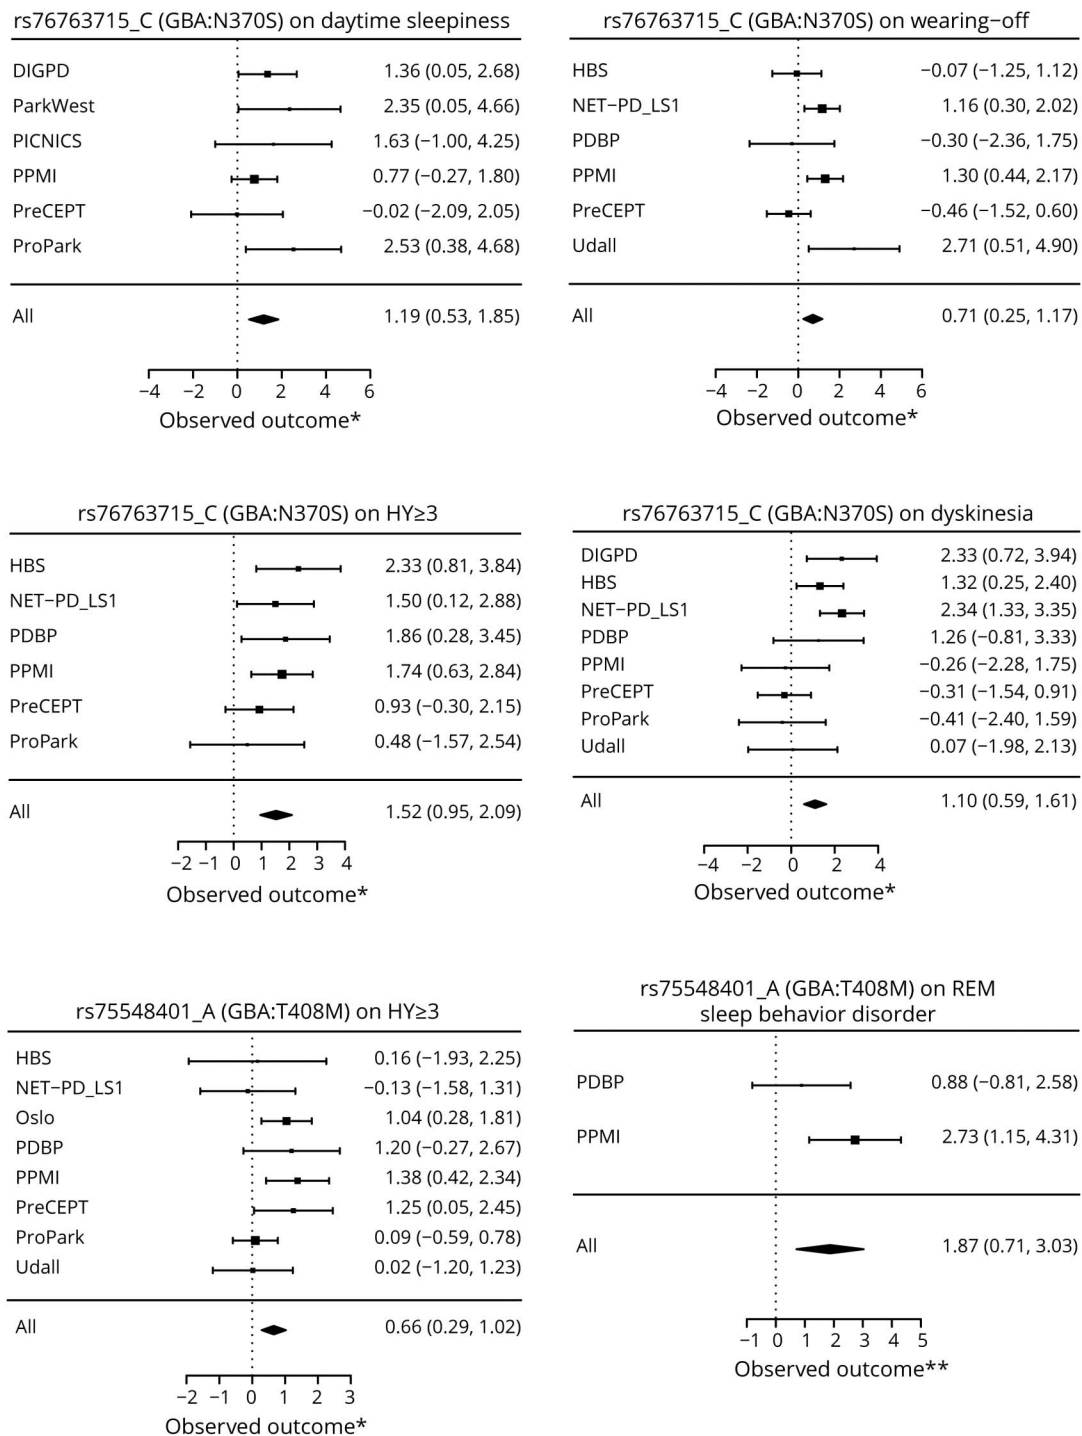 rs76763715_C (GBA:N370S) on daytime sleepiness
DIGPD 1.36 (0.05, 2.68)
ParkWest 2.35 (0.05, 4.66)
PICNICS 1.63 (−1.00, 4.25)
PPMI 0.77 (−0.27, 1.80)
PreCEPT −0.02 (−2.09, 2.05)
ProPark 2.53 (0.38, 4.68)
All 1.19 (0.53, 1.85)
−4 −2 0 2 4 6
Observed outcome*
rs76763715_C (GBA:N370S) on wearing−off
HBS −0.07 (−1.25, 1.12)
NET−PD_LS1 1.16 (0.30, 2.02)
PDBP −0.30 (−2.36, 1.75)
PPMI 1.30 (0.44, 2.17)
PreCEPT −0.46 (−1.52, 0.60)
Udall 2.71 (0.51, 4.90)
All 0.71 (0.25, 1.17)
−4 −2 0 2 4 6
Observed outcome*
rs76763715_C (GBA:N370S) on HY≥3
HBS 2.33 (0.81, 3.84)
NET−PD_LS1 1.50 (0.12, 2.88)
PDBP 1.86 (0.28, 3.45)
PPMI 1.74 (0.63, 2.84)
PreCEPT 0.93 (−0.30, 2.15)
ProPark 0.48 (−1.57, 2.54)
All 1.52 (0.95, 2.09)
−2 −1 0 1 2 3 4
Observed outcome*
rs76763715_C (GBA:N370S) on dyskinesia
DIGPD 2.33 (0.72, 3.94)
HBS 1.32 (0.25, 2.40)
NET−PD_LS1 2.34 (1.33, 3.35)
PDBP 1.26 (−0.81, 3.33)
PPMI −0.26 (−2.28, 1.75)
PreCEPT −0.31 (−1.54, 0.91)
ProPark −0.41 (−2.40, 1.59)
Udall 0.07 (−1.98, 2.13)
All 1.10 (0.59, 1.61)
−4 −2 0 2 4
Observed outcome*
rs75548401_A (GBA:T408M) on HY≥3
HBS 0.16 (−1.93, 2.25)
NET−PD_LS1 −0.13 (−1.58, 1.31)
Oslo 1.04 (0.28, 1.81)
PDBP 1.20 (−0.27, 2.67)
PPMI 1.38 (0.42, 2.34)
PreCEPT 1.25 (0.05, 2.45)
ProPark 0.09 (−0.59, 0.78)
Udall 0.02 (−1.20, 1.23)
All 0.66 (0.29, 1.02)
−2 −1 0 1 2 3
Observed outcome*
rs75548401_A (GBA:T408M) on REM
sleep behavior disorder
PDBP 0.88 (−0.81, 2.58)
PPMI 2.73 (1.15, 4.31)
All 1.87 (0.71, 3.03)
−1 0 1 2 3 4 5
Observed outcome**